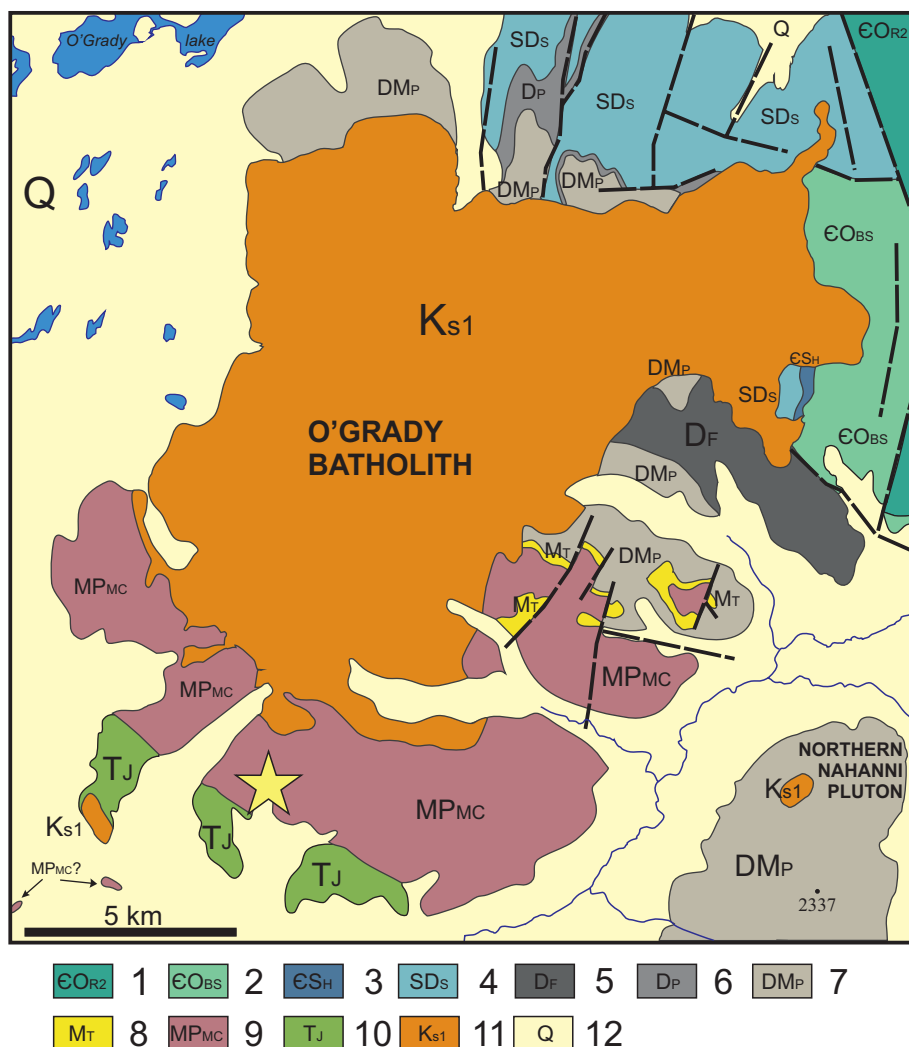 O'Grady lake
Q
ЄOR2
SDS
DP
DMP
SDS
SDS
Q
DMP
DMP
ЄOBS
Ks1
ЄSH
DMP
SDS
O'GRADY
BATHOLITH
DF
ЄOBS
DMP
MT
DMP
MPMC
MT
MT
MPMC
MPMC
NORTHERN
NAHANNI
PLUTON
TJ
Ks1
Ks1
MPMC
TJ
MPMC?
TJ
DMP
2337
5 km
ЄOR2 1 ЄOBS 2 ЄSH 3 SDS 4 DF 5 DP 6 DMP 7
MT 8 MPMC 9 TJ 10 Ks1 11 Q 12